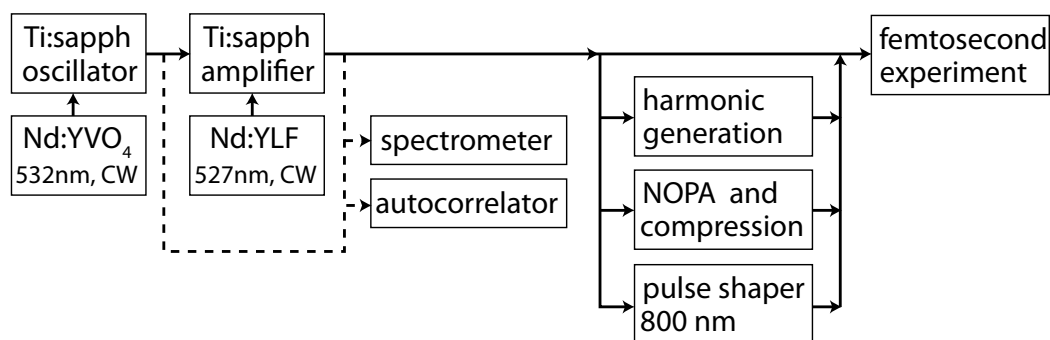 Ti:sapph
oscillator
Ti:sapph
amplifier
femtosecond
experiment
Nd:YVO₄
532nm, CW
Nd:YLF
527nm, CW
spectrometer
autocorrelator
harmonic
generation
NOPA and
compression
pulse shaper
800 nm